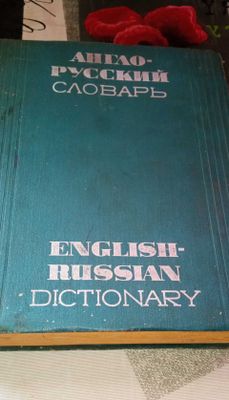 АНГЛО-
РУССКИЙ
СЛОВАРЬ
ENGLISH-
RUSSIAN
DICTIONARY